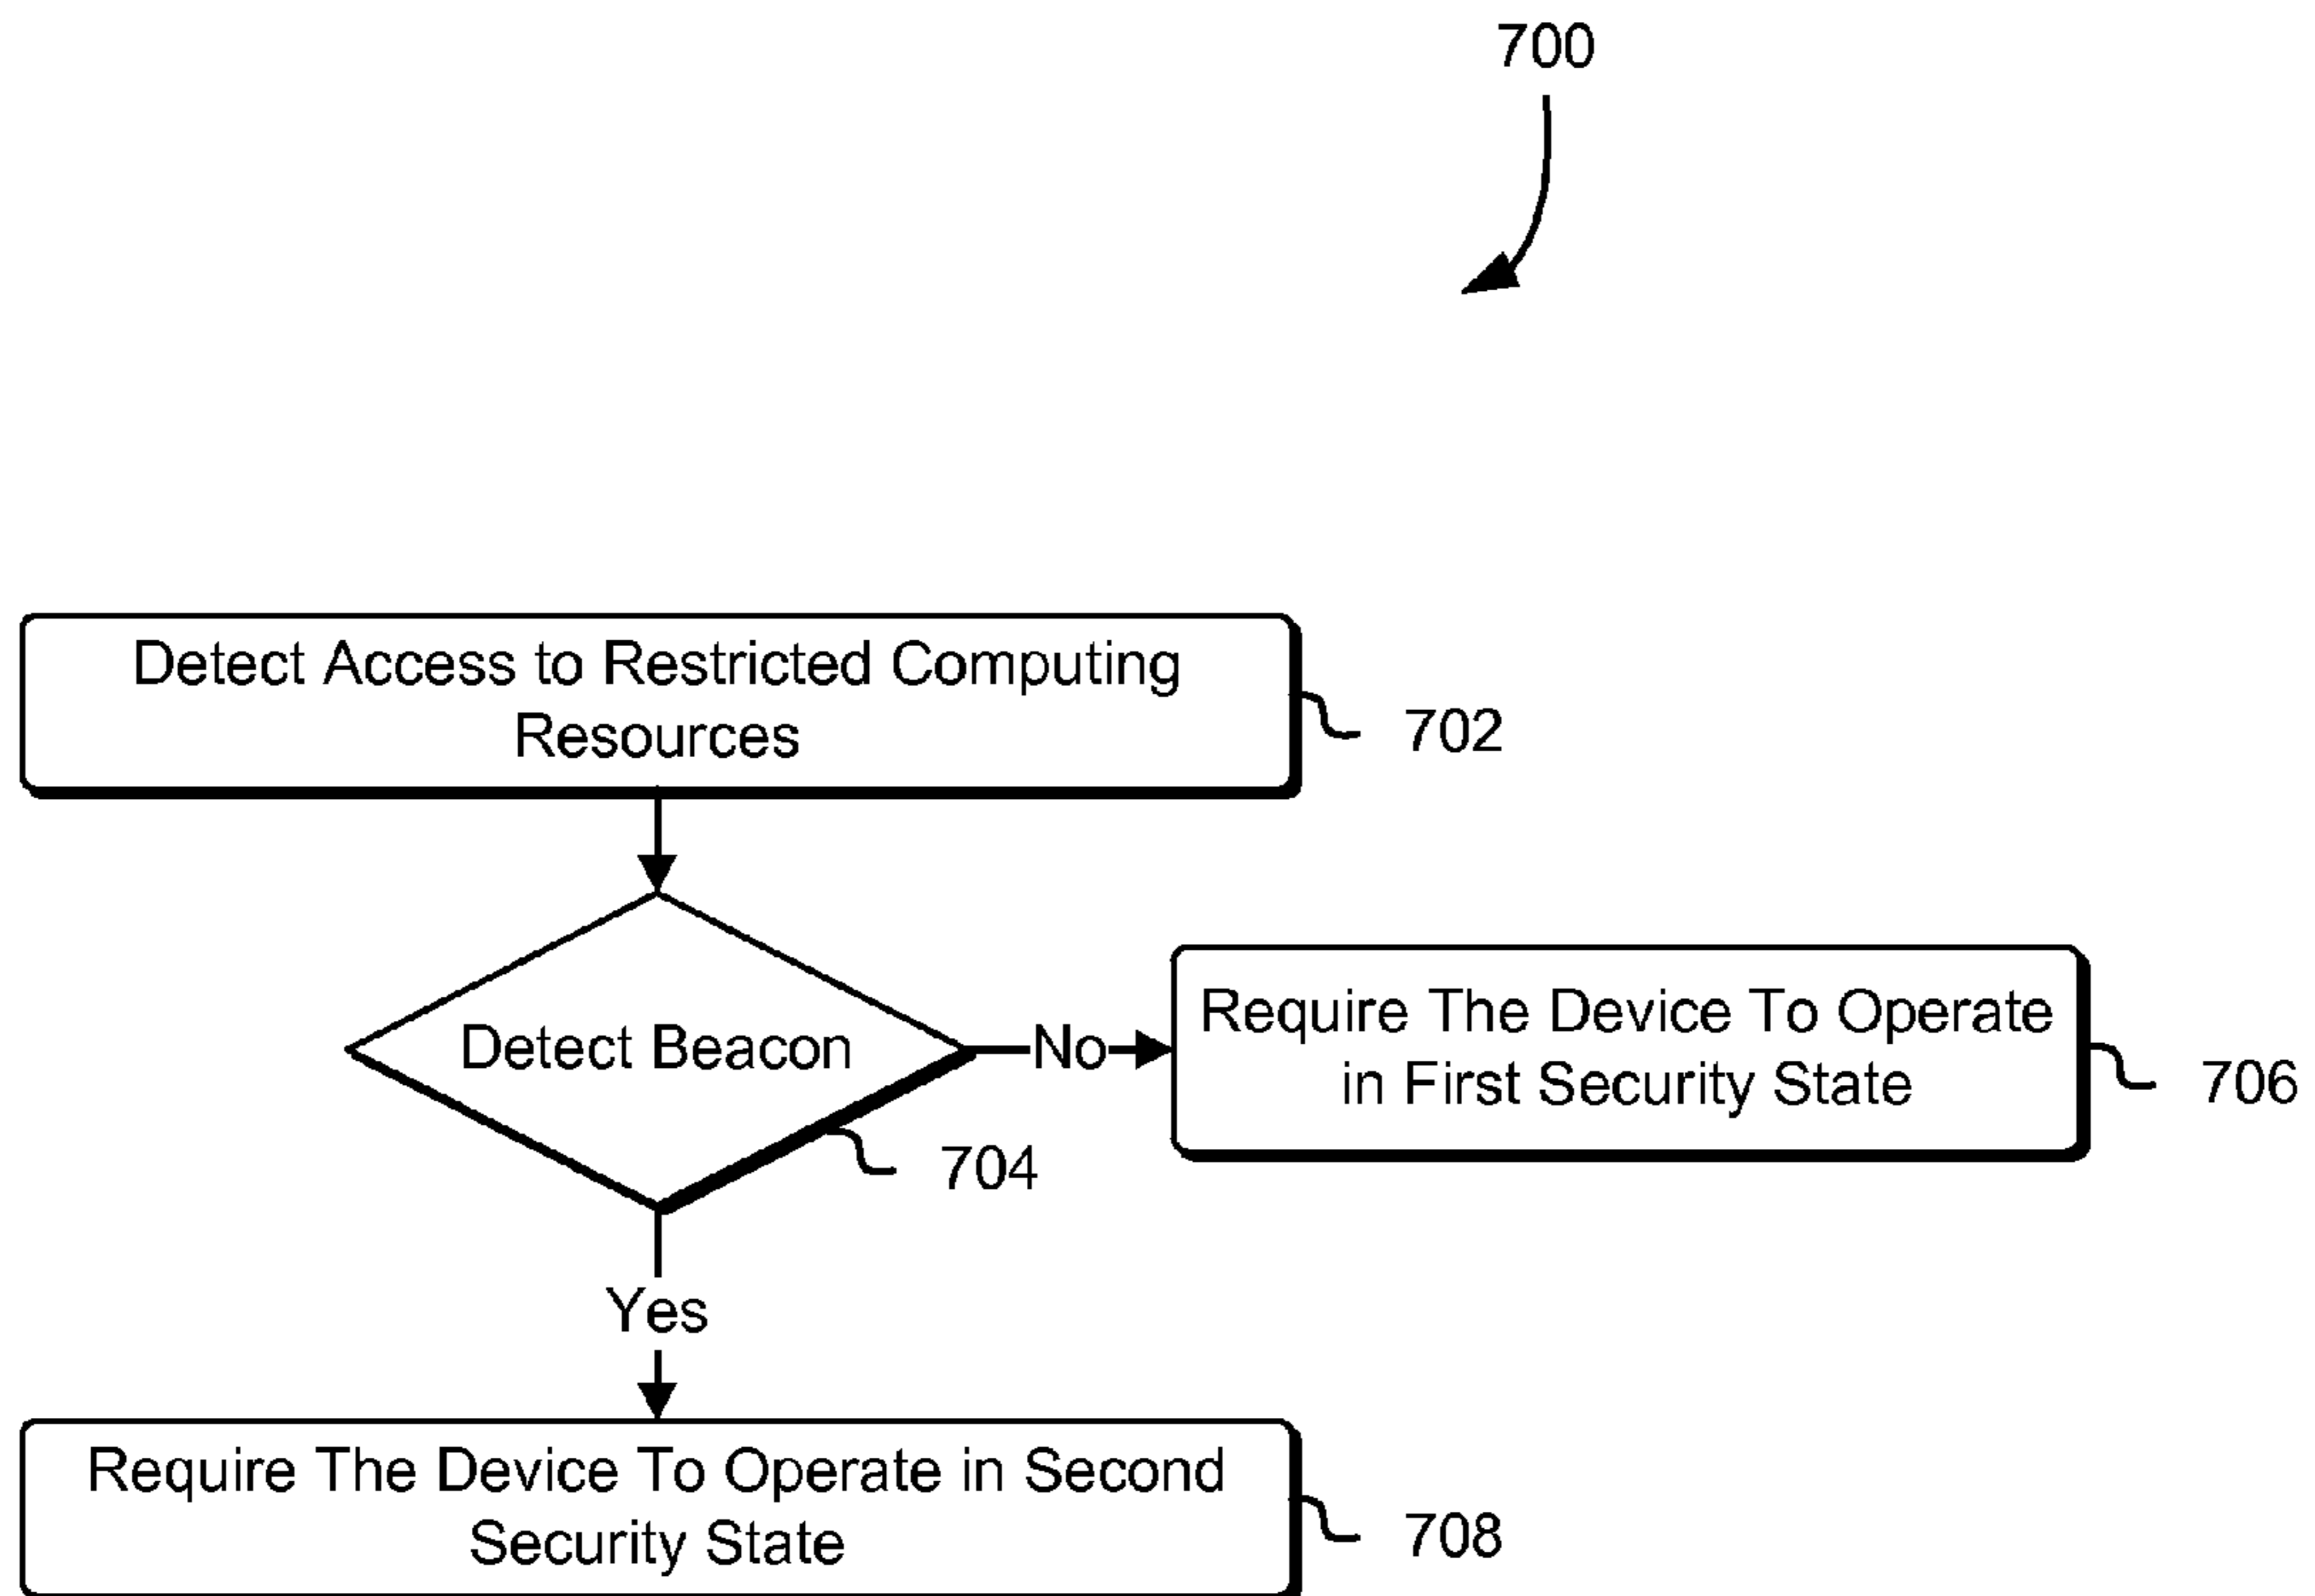 700
Detect Access to Restricted Computing
Resources
702
Detect Beacon
No
Require The Device To Operate
in First Security State
706
704
Yes
Require The Device To Operate in Second
Security State
708